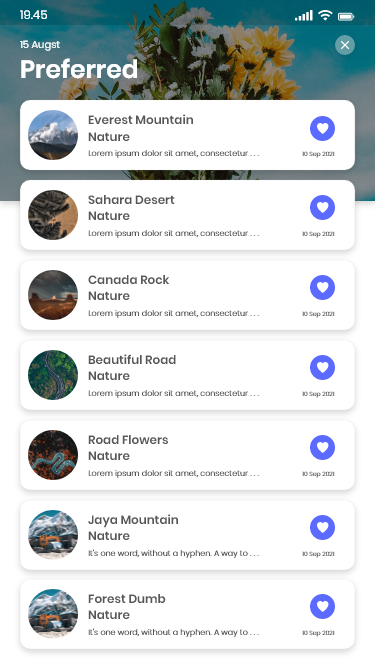 19.45
15 Augst
Preferred
Everest Mountain
Nature
Lorem ipsum dolor sit amet, consectetur . . .
10 Sep 2021
Sahara Desert
Nature
Lorem ipsum dolor sit amet, consectetur . . .
10 Sep 2021
Canada Rock
Nature
Lorem ipsum dolor sit amet, consectetur . . .
10 Sep 2021
Beautiful Road
Nature
Lorem ipsum dolor sit amet, consectetur . . .
10 Sep 2021
Road Flowers
Nature
Lorem ipsum dolor sit amet, consectetur . . .
10 Sep 2021
Jaya Mountain
Nature
It's one word, without a hyphen. A way to . . .
10 Sep 2021
Forest Dumb
Nature
It's one word, without a hyphen. A way to . . .
10 Sep 2021